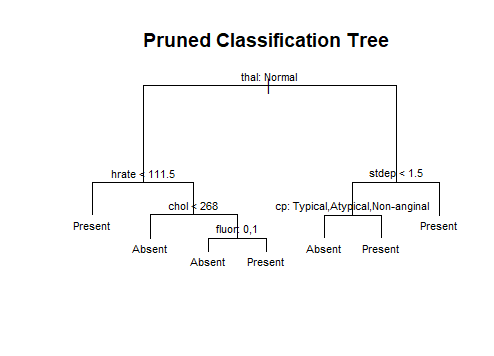 Pruned Classification Tree
thal: Normal
hrate < 111.5
stdep < 1.5
chol < 268
cp: Typical,Atypical,Non-anginal
Present
fluor: 0,1
Present
Absent
Absent
Present
Absent
Present